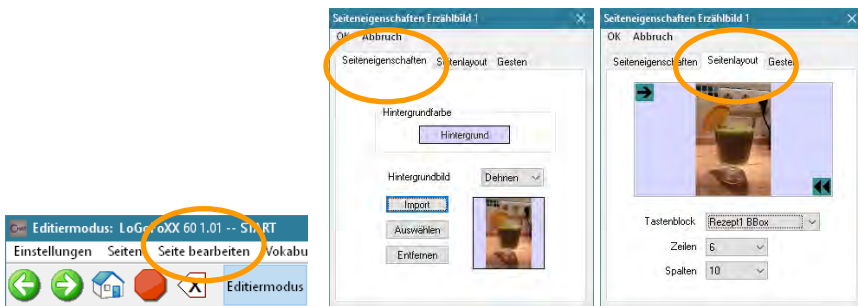 Editiermodus: LoGoFoXX 60 1.01 -- START
Einstellungen Seiten Seite bearbeiten Vokabu
Editiermodus
Seiteneigenschaften Erzählbild 1
OK Abbruch
Seiteneigenschaften Seitenlayout Gesten
Hintergrundfarbe
Hintergrund
Hintergrundbild Dehnen
Import
Auswählen
Entfernen
Seiteneigenschaften Erzählbild 1
OK Abbruch
Seiteneigenschaften Seitenlayout Gesten
Tastenblock Rezept1 BBox
Zeilen 6
Spalten 10